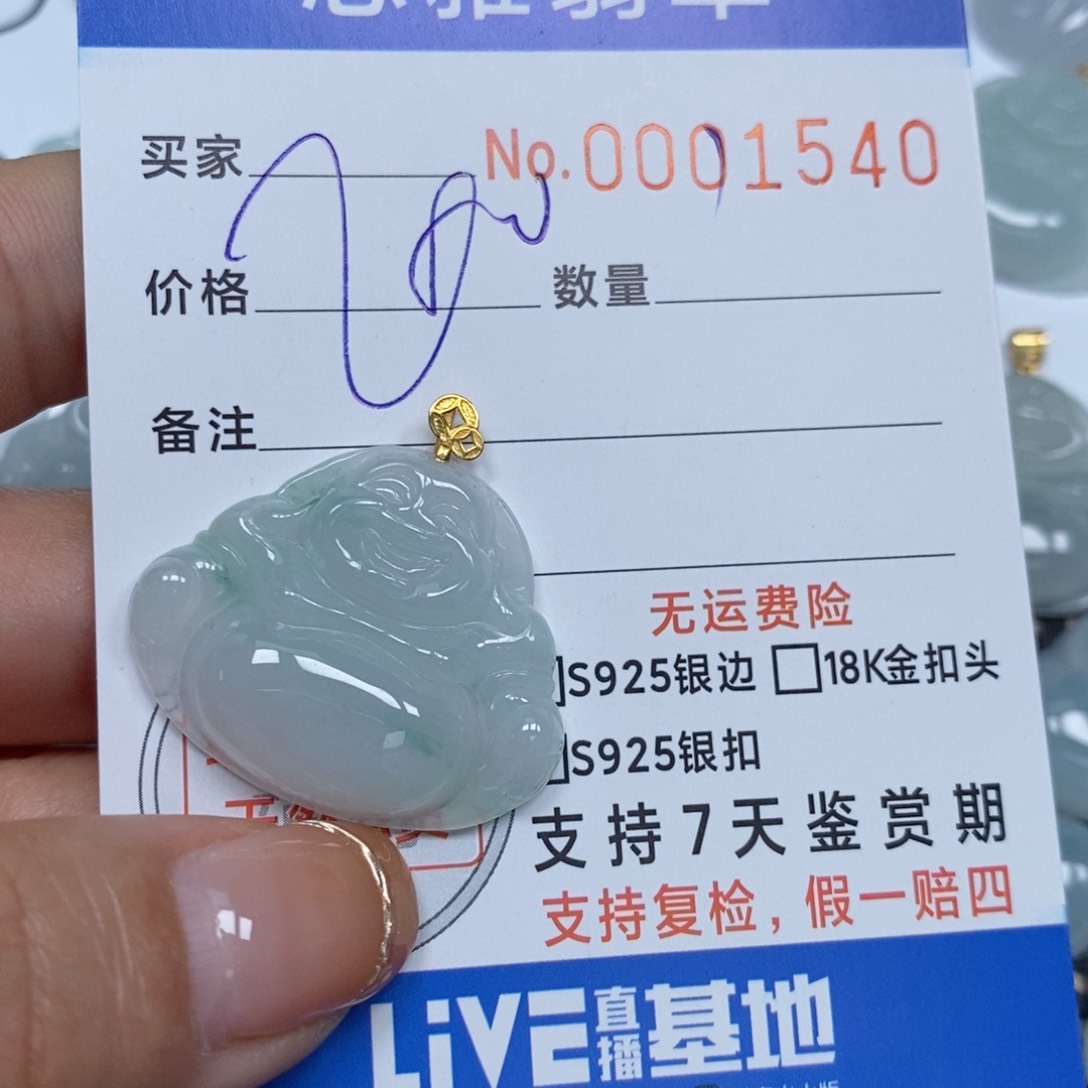 买家 No.0001540
价格 数量
备注
无运费险
S925银边 □18K金扣头
S925银扣
支持7天鉴赏期
支持复检，假一赔四
LiVE直播基地